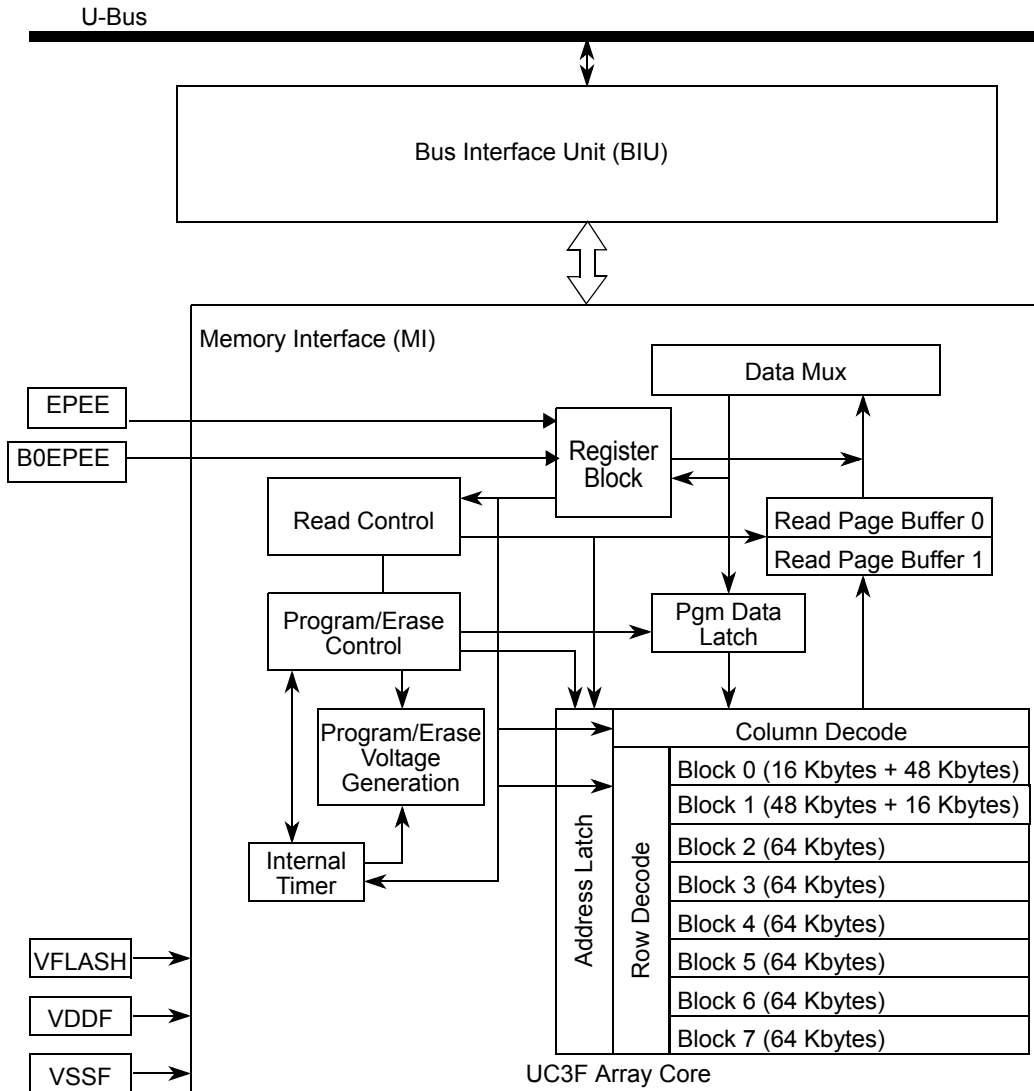 U-Bus
Bus Interface Unit (BIU)
Memory Interface (MI)
Data Mux
EPEE
B0EPEE
Register
Block
Read Control
Read Page Buffer 0
Read Page Buffer 1
Program/Erase
Control
Pgm Data
Latch
Program/Erase
Voltage
Generation
Internal
Timer
Address Latch
Row Decode
Column Decode
Block 0 (16 Kbytes + 48 Kbytes)
Block 1 (48 Kbytes + 16 Kbytes)
Block 2 (64 Kbytes)
Block 3 (64 Kbytes)
Block 4 (64 Kbytes)
Block 5 (64 Kbytes)
Block 6 (64 Kbytes)
Block 7 (64 Kbytes)
VFLASH
VDDF
VSSF
UC3F Array Core